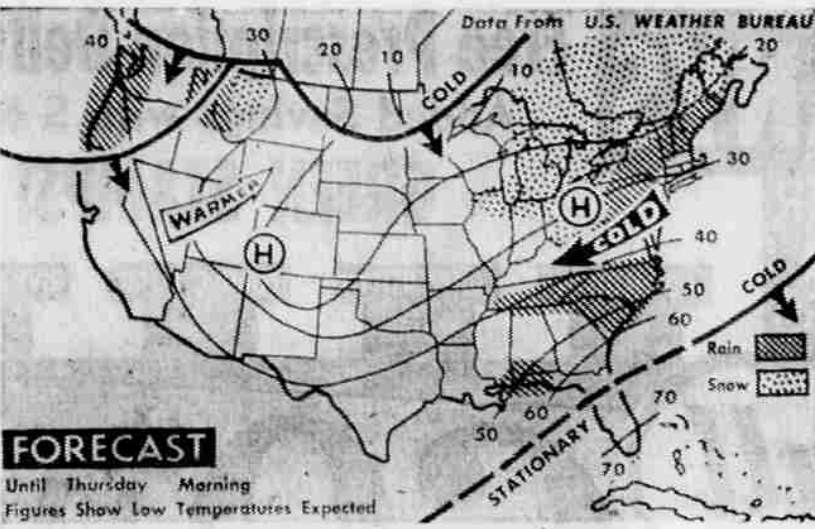 Data From U.S. WEATHER BUREAU
40
30
20
10
COLD
10
20
30
WARMER
H
H
COLD
40
COLD
50
60
Rain
Snow
70
60
50
70
STATIONARY
FORECAST
Until Thursday Morning
Figures Show Low Temperatures Expected